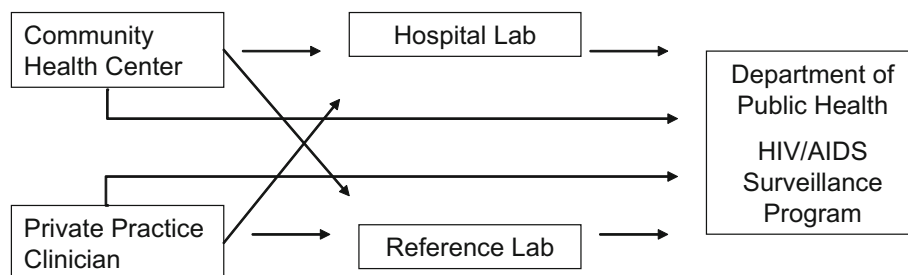 Community
Health Center
Hospital Lab
Department of
Public Health
HIV/AIDS
Surveillance
Program
Private Practice
Clinician
Reference Lab